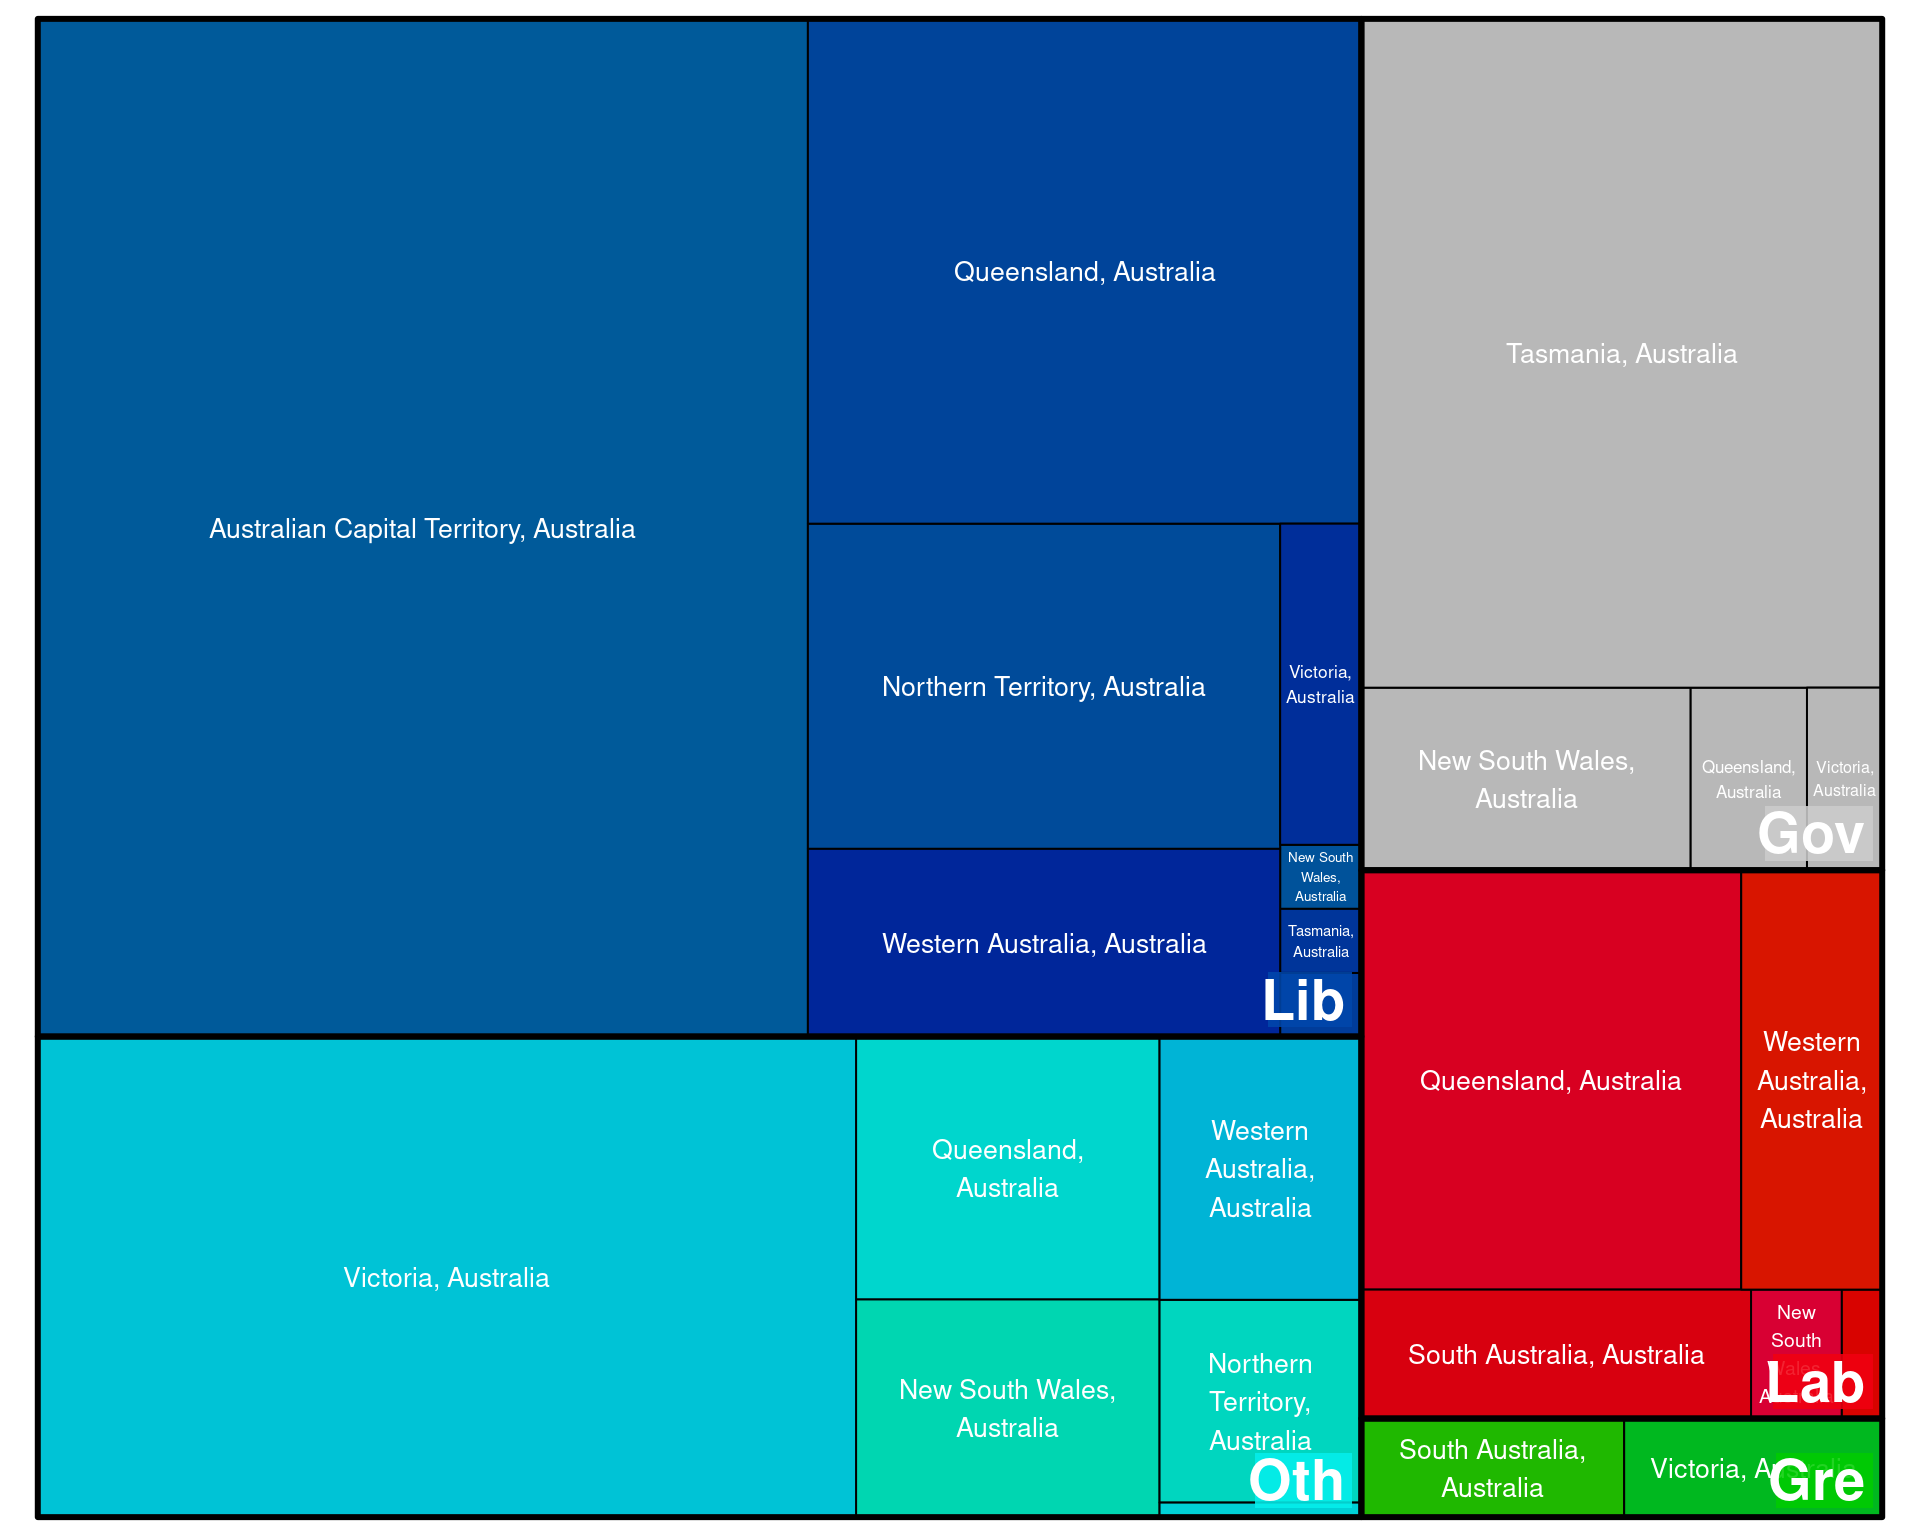 Australian Capital Territory, Australia
Queensland, Australia
Northern Territory, Australia
Victoria,
Australia
Western Australia, Australia
New South
Wales,
Australia
Tasmania,
Australia
Lib
Tasmania, Australia
New South Wales,
Australia
Queensland,
Australia
Victoria,
Australia
Gov
Victoria, Australia
Queensland,
Australia
Western
Australia,
Australia
New South Wales,
Australia
Northern
Territory,
Australia
Oth
Queensland, Australia
Western
Australia,
Australia
South Australia, Australia
New
South
Wales,
Lab
South Australia,
Australia
Victoria, Australia
Gre